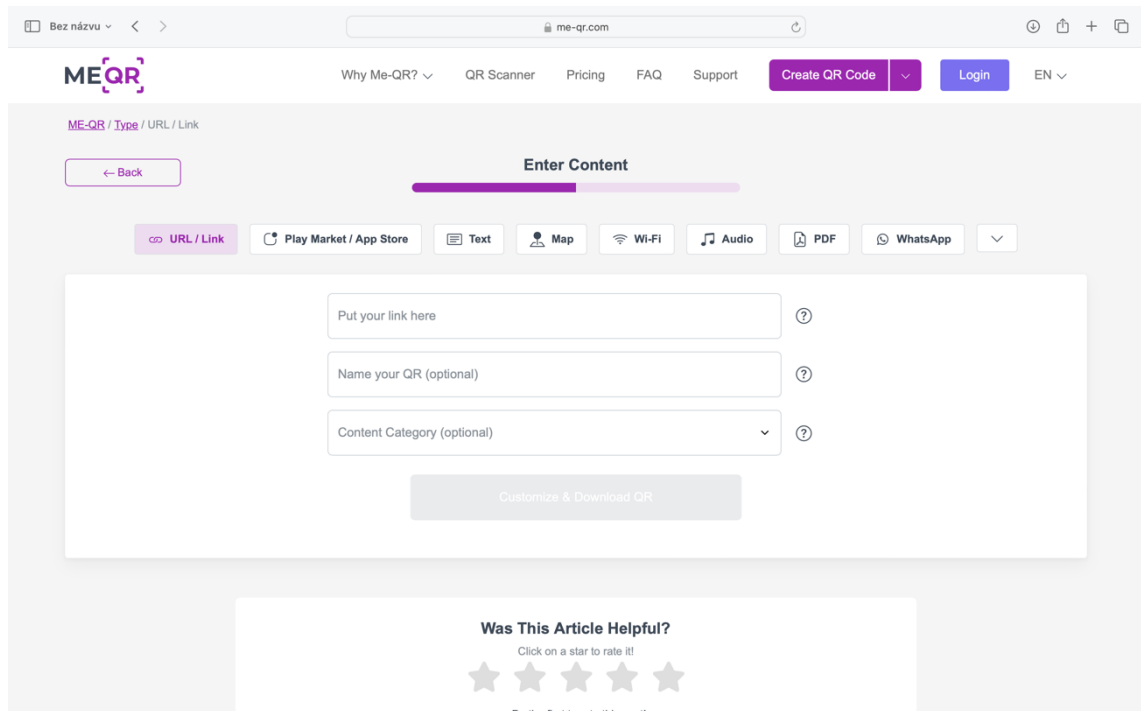 Bez názvu
me-qr.com
MEQR
Why Me-QR?
QR Scanner
Pricing
FAQ
Support
Create QR Code
Login
EN
ME-QR / Type / URL / Link
← Back
Enter Content
URL / Link
Play Market / App Store
Text
Map
Wi-Fi
Audio
PDF
WhatsApp
Put your link here
?
Name your QR (optional)
?
Content Category (optional)
?
Customize & Download QR
Was This Article Helpful?
Click on a star to rate it!